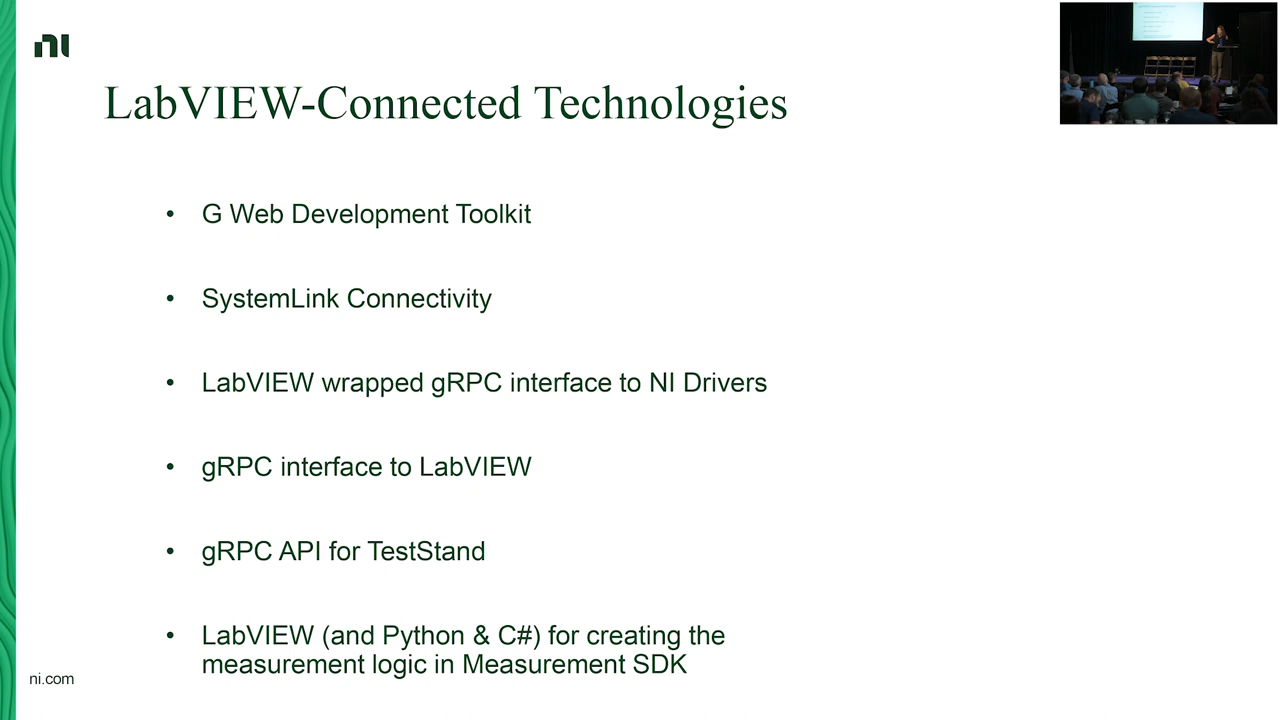 ni
LabVIEW-Connected Technologies
• G Web Development Toolkit
• SystemLink Connectivity
• LabVIEW wrapped gRPC interface to NI Drivers
• gRPC interface to LabVIEW
• gRPC API for TestStand
• LabVIEW (and Python & C#) for creating the
measurement logic in Measurement SDK
ni.com